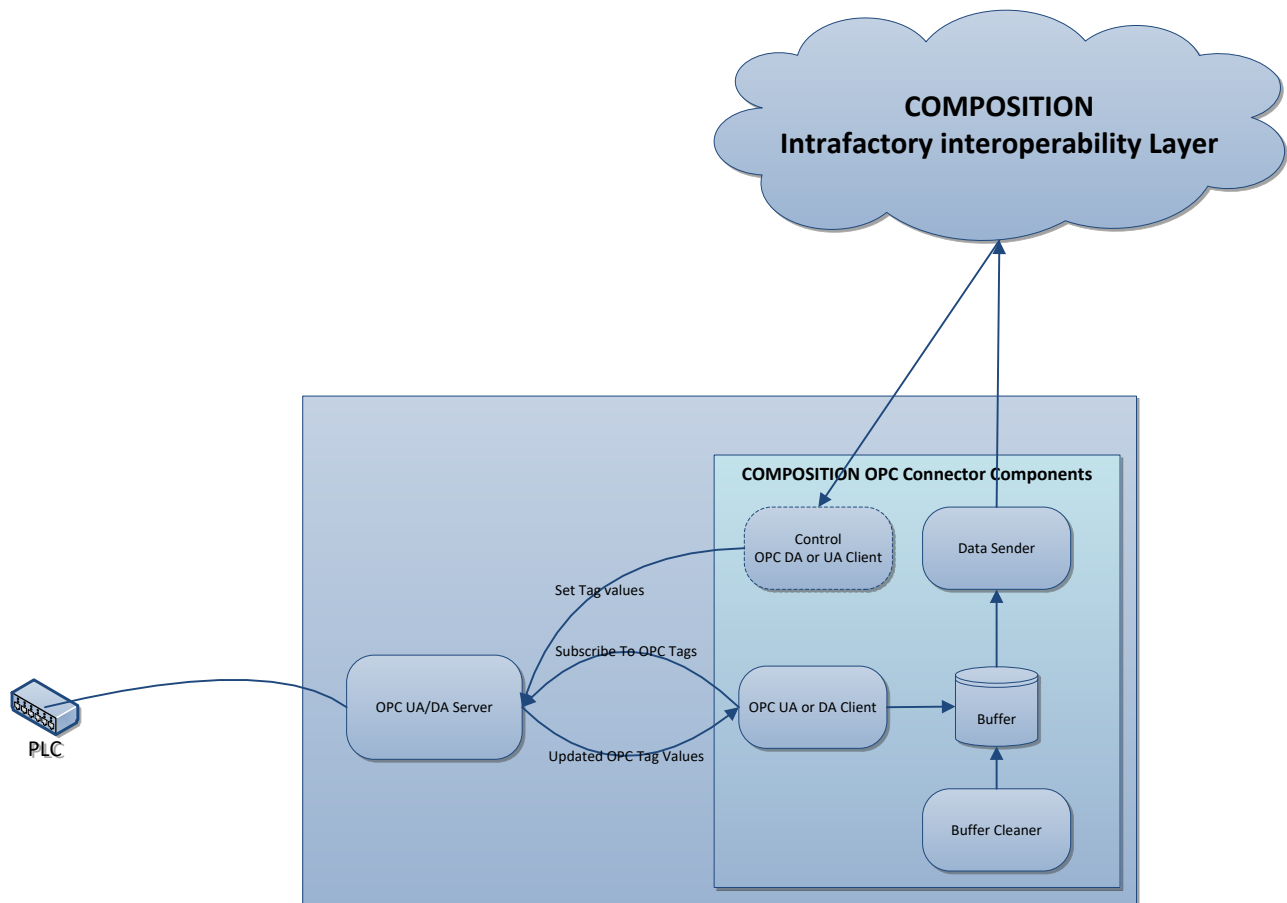 COMPOSITION
Intrafactory interoperability Layer
COMPOSITION OPC Connector Components
Control
OPC DA or UA Client
Data Sender
Set Tag values
Subscribe To OPC Tags
OPC UA/DA Server
OPC UA or DA Client
Buffer
PLC
Updated OPC Tag Values
Buffer Cleaner